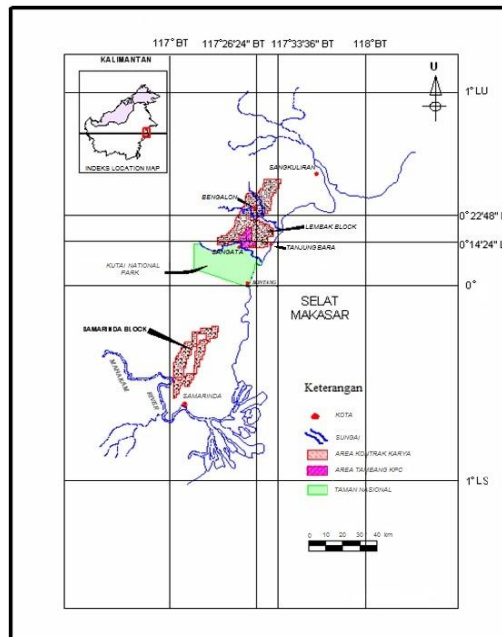 117° BT
117°26'24" BT
117°33'36" BT
118° BT
KALIMANTAN
INDEKS LOCATION MAP
U
1° LU
SANGKULIRAN
BENGALON
0°22'48" L
LEMBAK BLOCK
0°14'24" L
TANJUNG BARA
SANGATA
KUTAI NATIONAL
PARK
BONTANG
0°
SELAT
MAKASAR
SAMARINDA BLOCK
MAHAKAM
RIVER
SAMARINDA
Keterangan
KOTA
SUNGAI
AREA KONTRAK KARYA
AREA TAMBANG KPC
TAMAN NASIONAL
1° LS
0 10 20 30 40 km